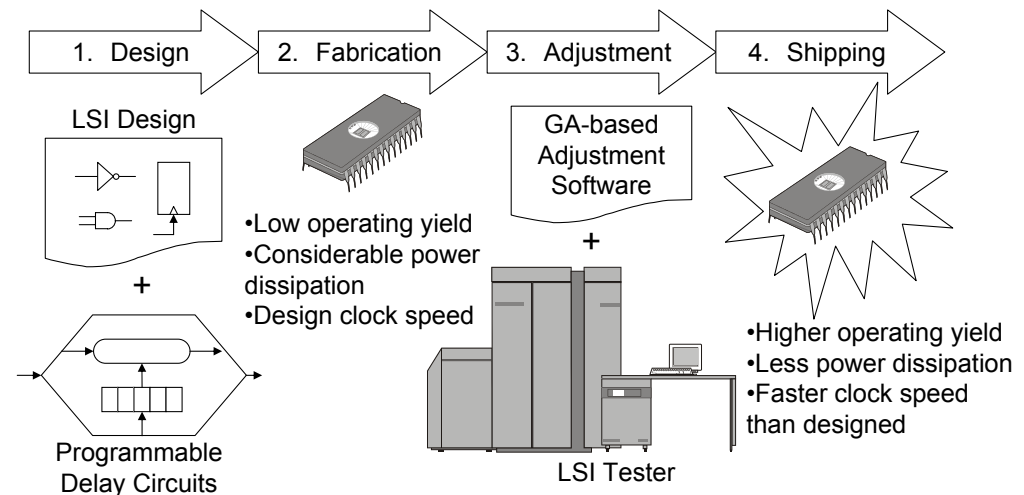 1. Design
2. Fabrication
3. Adjustment
4. Shipping
LSI Design
+
Programmable
Delay Circuits
•Low operating yield
•Considerable power
dissipation
•Design clock speed
GA-based
Adjustment
Software
+
LSI Tester
•Higher operating yield
•Less power dissipation
•Faster clock speed
than designed